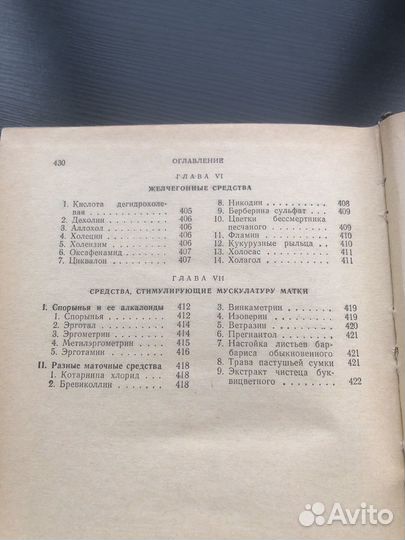 430
ОГЛАВЛЕНИЕ
ГЛАВА VI
ЖЕЛЧЕГОННЫЕ СРЕДСТВА
1. Кислота дегидрохоле-
вая . . . . . 405
2. Дехолин . . . . 406
3. Аллохол . . . . 406
4. Холецин . . . . 406
5. Холензим . . . . 406
6. Оксафенамид . . . 407
7. Циквалон . . . . 407
8. Никодин . . . . 408
9. Берберина сульфат . . 409
10. Цветки бессмертника
песчаного . . . . 409
11. Фламин . . . . 410
12. Кукурузные рыльца . . 410
13. Холосас . . . . 411
14. Холагол . . . . 411
ГЛАВА VII
СРЕДСТВА, СТИМУЛИРУЮЩИЕ МУСКУЛАТУРУ МАТКИ
I. Спорынья и ее алкалоиды 412
1. Спорынья . . . . 412
2. Эрготал . . . . 414
3. Эргометрин . . . . 414
4. Метилэргометрин . . 415
5. Эрготамин . . . . 416
II. Разные маточные средства 418
1. Котарнина хлорид . . . 418
2. Бревиколлин . . . . 418
3. Винкаметрин . . . . 419
4. Изоверин . . . . 419
5. Ветразин . . . . 420
6. Прегнантол . . . . 421
7. Настойка листьев бар-
бариса обыкновенного 421
8. Трава пастушьей сумки 421
9. Экстракт чистеца бук-
вицветного . . . . 422
Avito